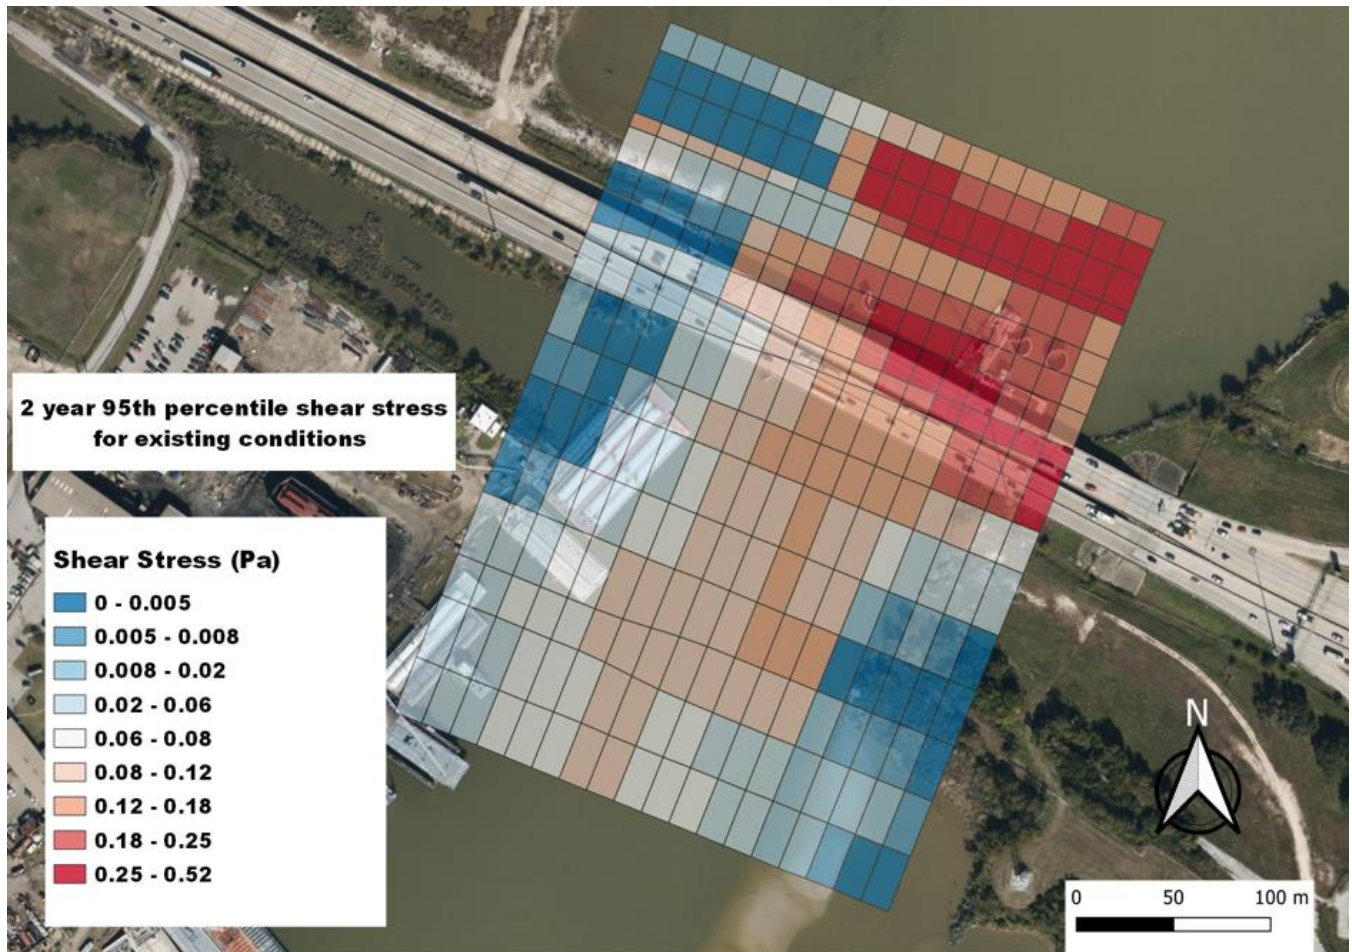 2 year 95th percentile shear stress
for existing conditions
Shear Stress (Pa)
0 - 0.005
0.005 - 0.008
0.008 - 0.02
0.02 - 0.06
0.06 - 0.08
0.08 - 0.12
0.12 - 0.18
0.18 - 0.25
0.25 - 0.52
N
0 50 100 m